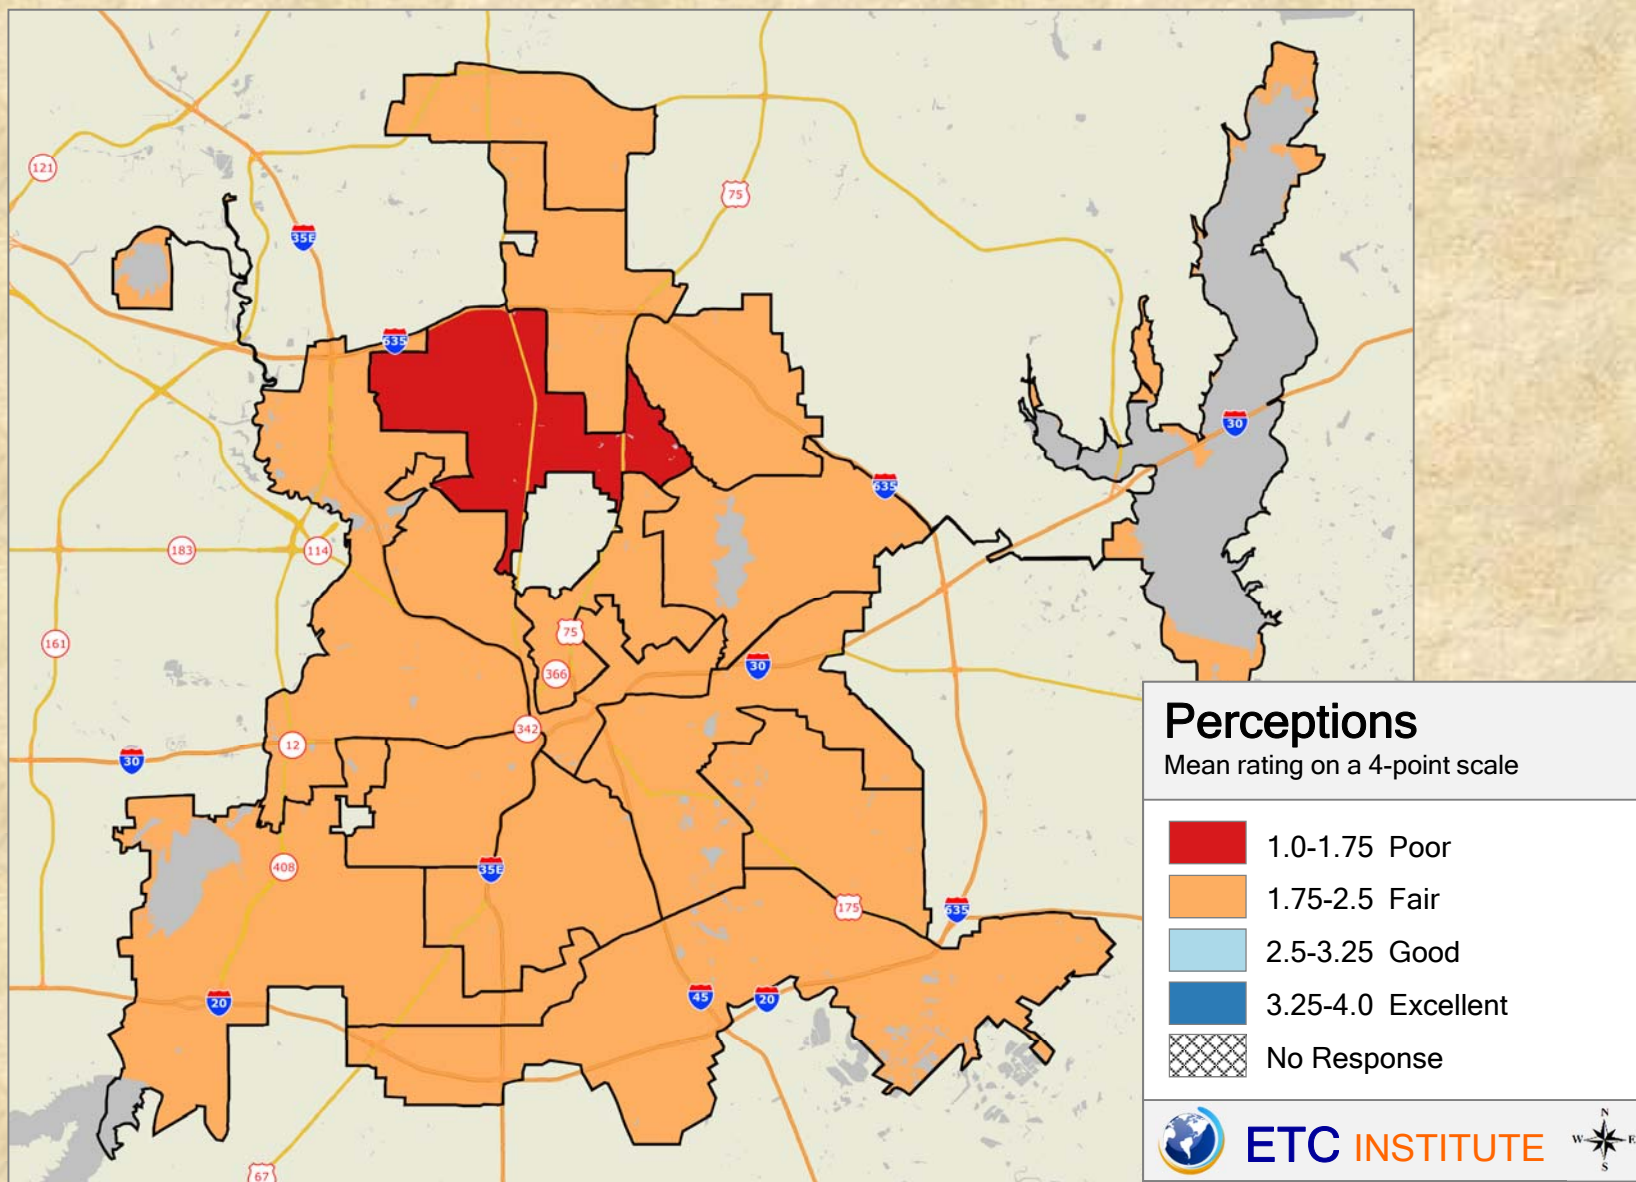 121
75
35E
635
30
635
183
114
161
75
366
30
342
12
30
408
35E
175
635
20
45
20
67
Perceptions
Mean rating on a 4-point scale
1.0-1.75 Poor
1.75-2.5 Fair
2.5-3.25 Good
3.25-4.0 Excellent
No Response
ETC INSTITUTE
N
W E
S